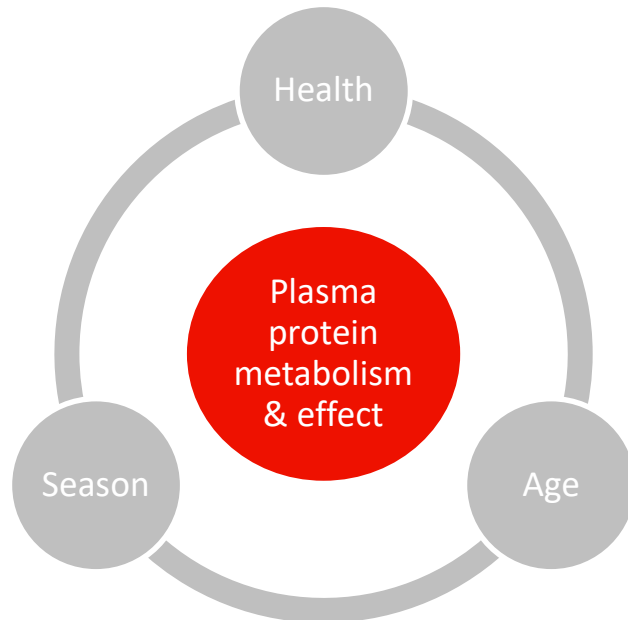 Health
Plasma
protein
metabolism
& effect
Season
Age